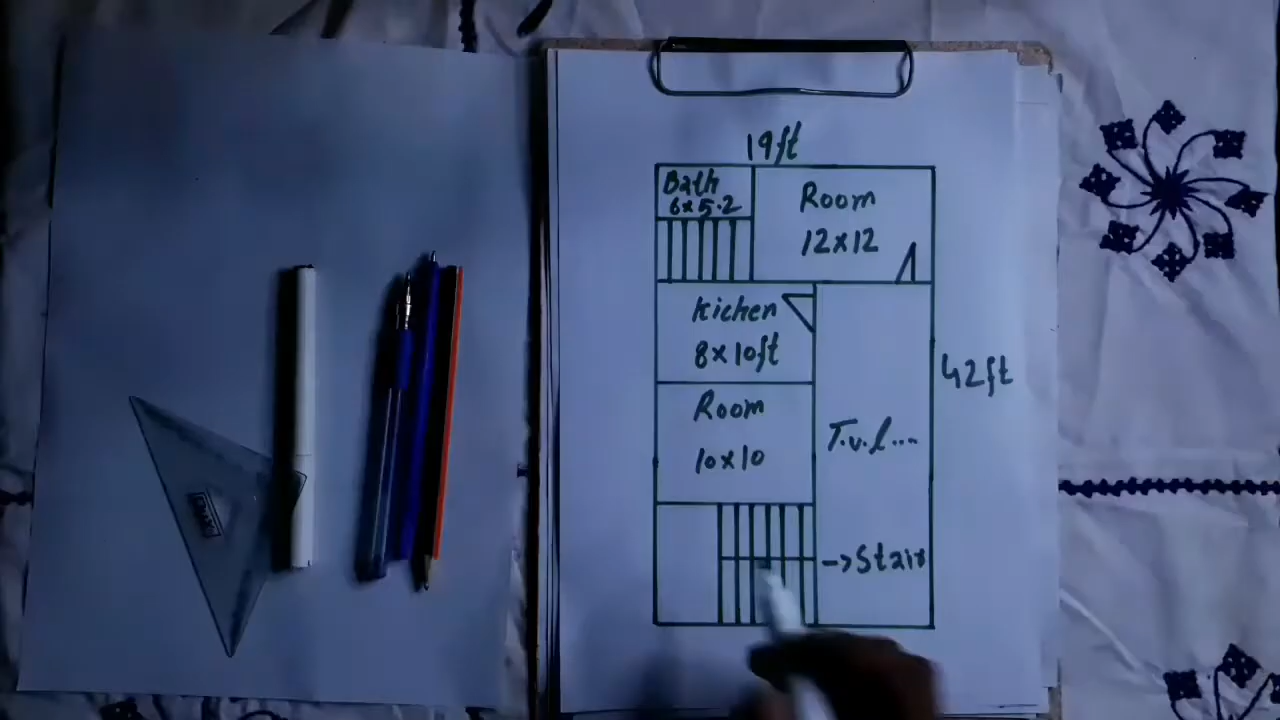 19ft
Bath
6x5.2
Room
12x12
kichen
8x10ft
42ft
Room
10x10
T.v.l....
->Stair